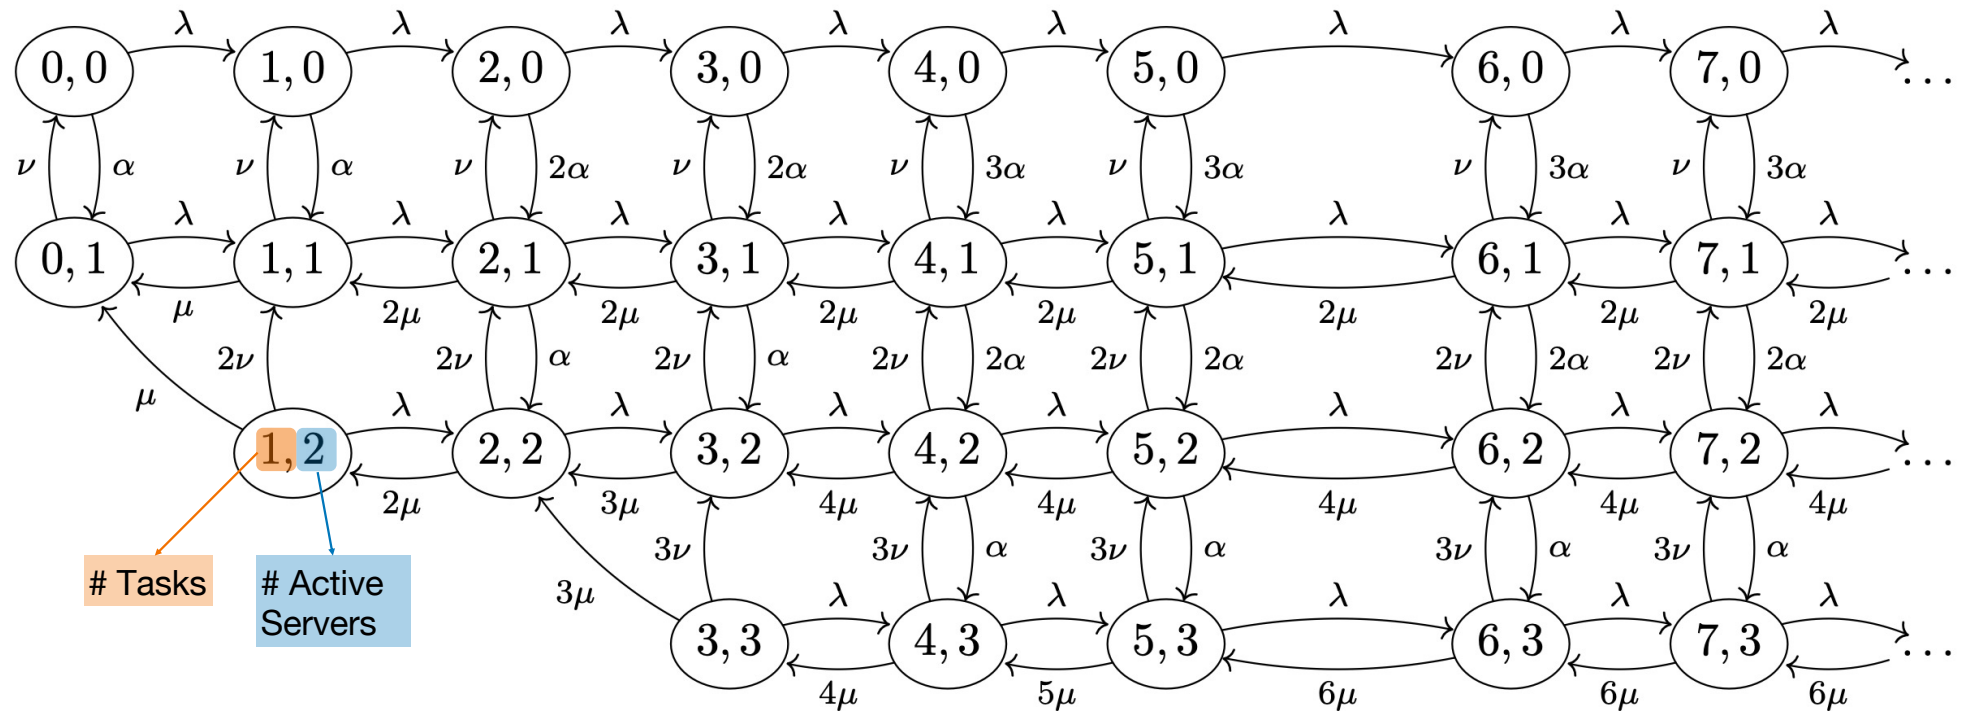 λ λ λ λ λ λ λ λ
0, 0 1, 0 2, 0 3, 0 4, 0 5, 0 6, 0 7, 0 ...
ν α ν α ν 2α ν 2α ν 3α ν 3α ν 3α ν 3α
λ λ λ λ λ λ λ λ
0, 1 1, 1 2, 1 3, 1 4, 1 5, 1 6, 1 7, 1 ...
μ 2μ 2μ 2μ 2μ 2μ 2μ 2μ
2ν 2ν α 2ν α 2ν 2α 2ν 2α 2ν 2α 2ν 2α
μ λ λ λ λ λ λ λ
1, 2 2, 2 3, 2 4, 2 5, 2 6, 2 7, 2 ...
2μ 3μ 4μ 4μ 4μ 4μ 4μ
3ν 3ν α 3ν α 3ν α 3ν α
# Tasks
# Active
Servers
3μ λ λ λ λ λ
3, 3 4, 3 5, 3 6, 3 7, 3 ...
4μ 5μ 6μ 6μ 6μ